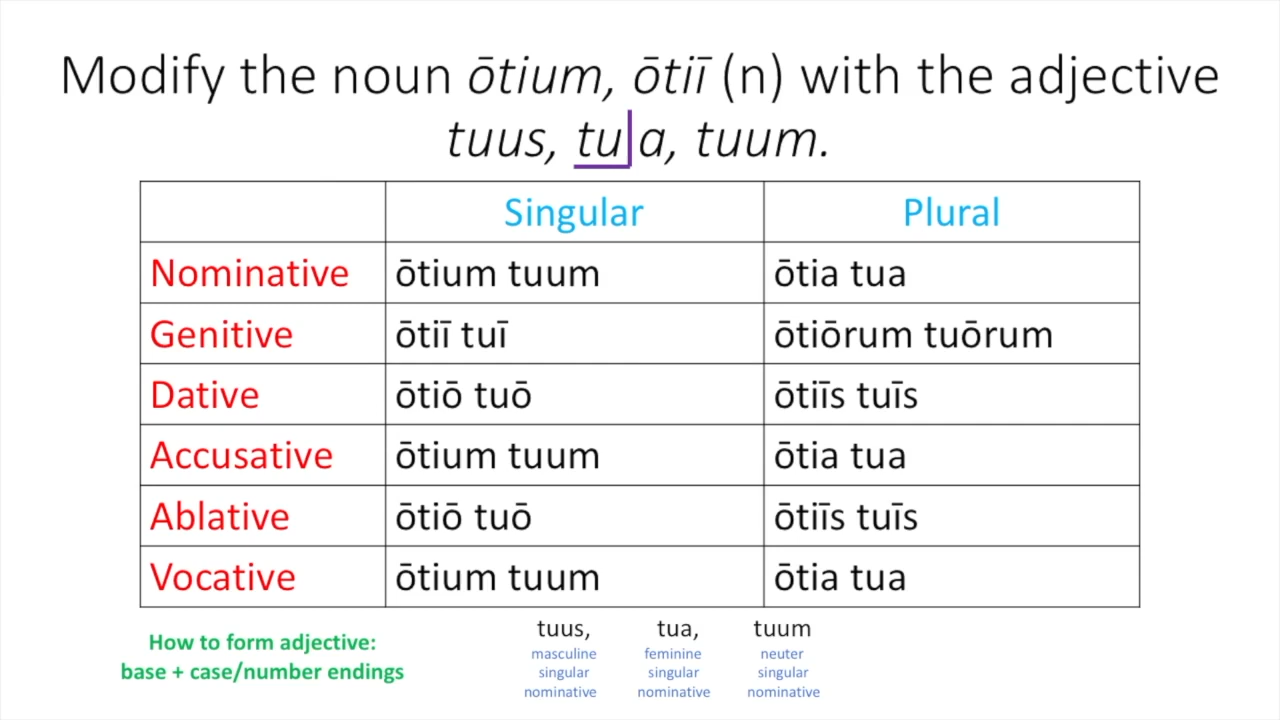 Modify the noun ōtium, ōtiī (n) with the adjective
tuus, tua, tuum.
Singular Plural
Nominative ōtium tuum ōtia tua
Genitive ōtiī tuī ōtiōrum tuōrum
Dative ōtiō tuō ōtiīs tuīs
Accusative ōtium tuum ōtia tua
Ablative ōtiō tuō ōtiīs tuīs
Vocative ōtium tuum ōtia tua
How to form adjective:
base + case/number endings
tuus, tua, tuum
masculine feminine neuter
singular singular singular
nominative nominative nominative